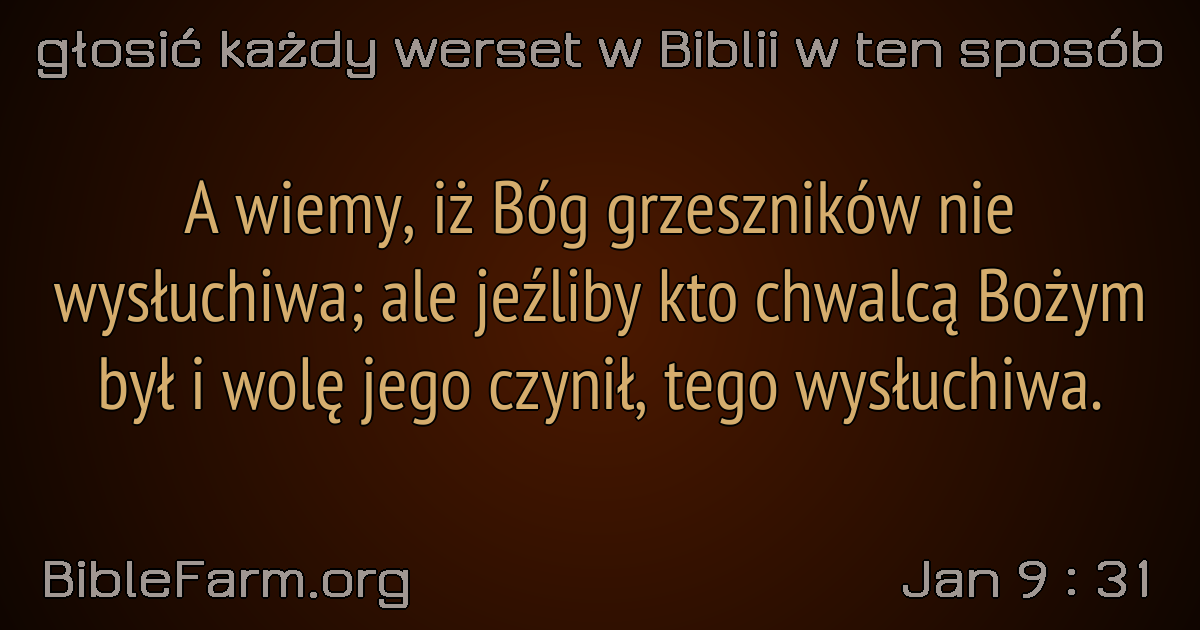 głosić każdy werset w Biblii w ten sposób
A wiemy, iż Bóg grzeszników nie
wysłuchiwa; ale jeźliby kto chwalcą Bożym
był i wolę jego czynił, tego wysłuchiwa.
BibleFarm.org
Jan 9 : 31